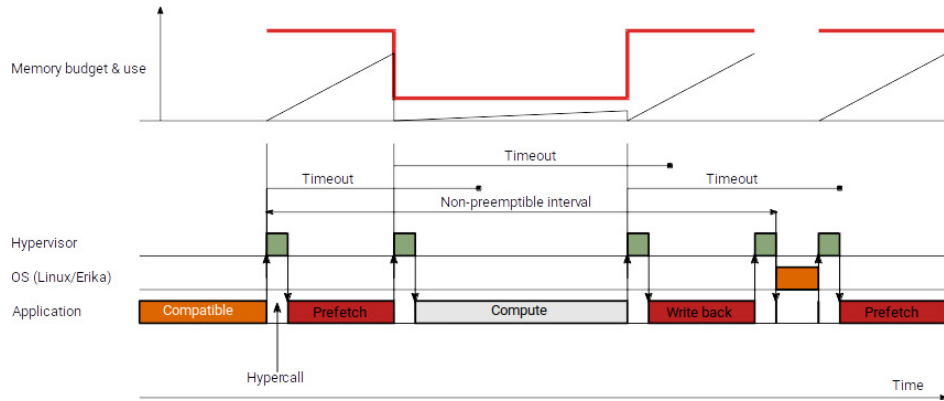 Memory budget & use
Timeout
Timeout
Timeout
Non-preemptible interval
Hypervisor
OS (Linux/Erika)
Application
Compatible
Prefetch
Compute
Write back
Prefetch
Hypercall
Time